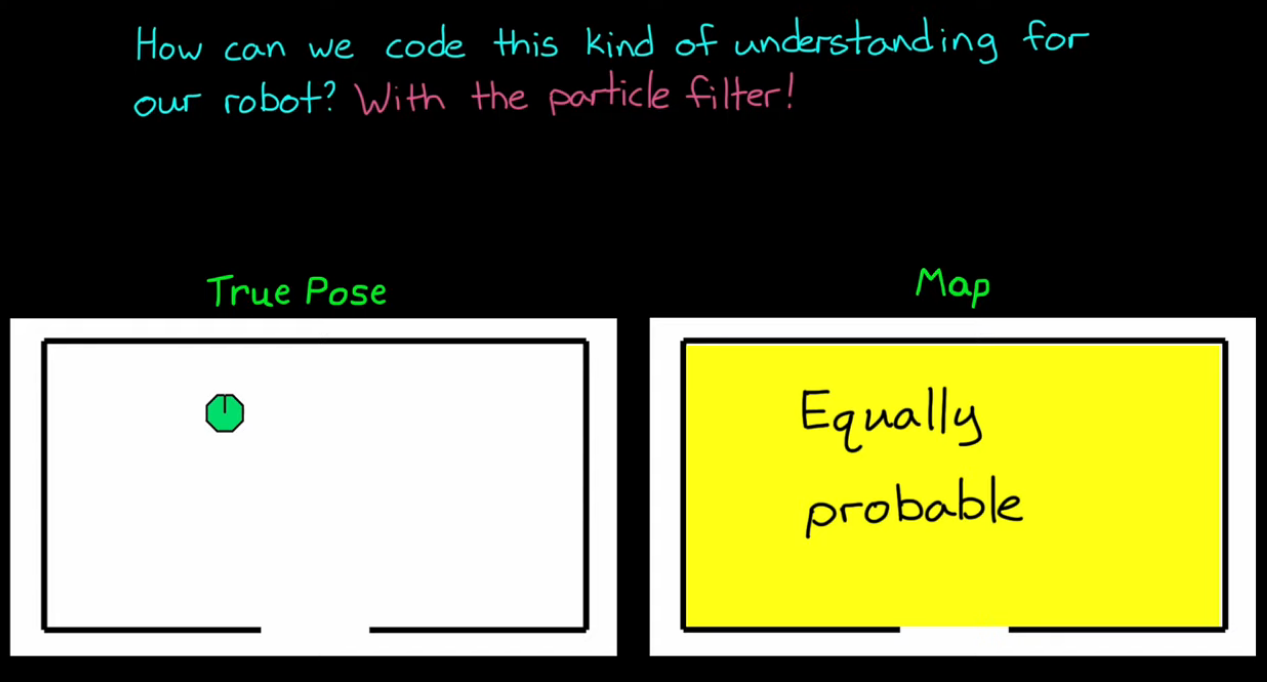 How can we code this kind of understanding for
our robot? With the particle filter!
True Pose
Map
Equally
probable